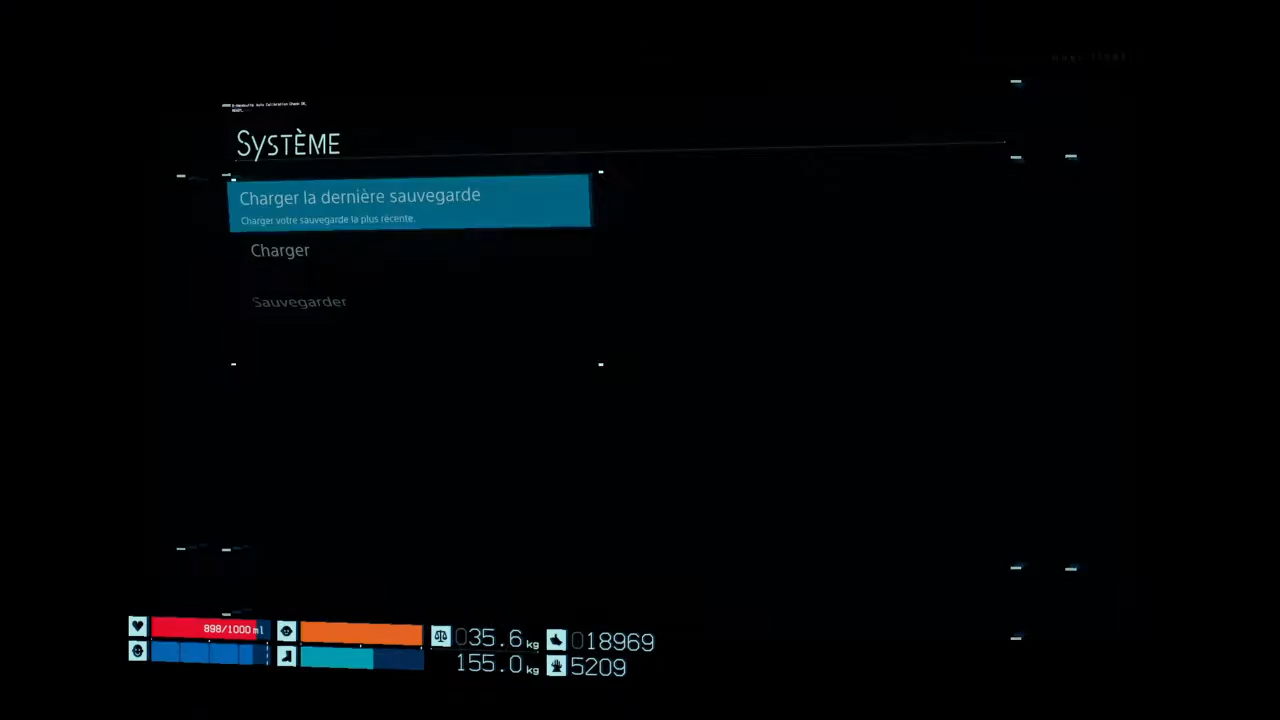 Système
Charger la dernière sauvegarde
Charger votre sauvegarde la plus récente.
Charger
Sauvegarder
898/1000 ml
035.6 kg
018969
155.0 kg
5209